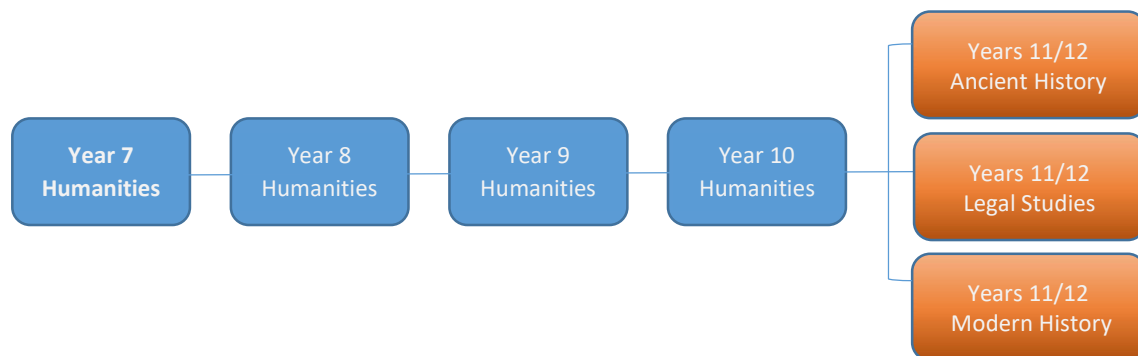 Year 7
Humanities
Year 8
Humanities
Year 9
Humanities
Year 10
Humanities
Years 11/12
Ancient History
Years 11/12
Legal Studies
Years 11/12
Modern History